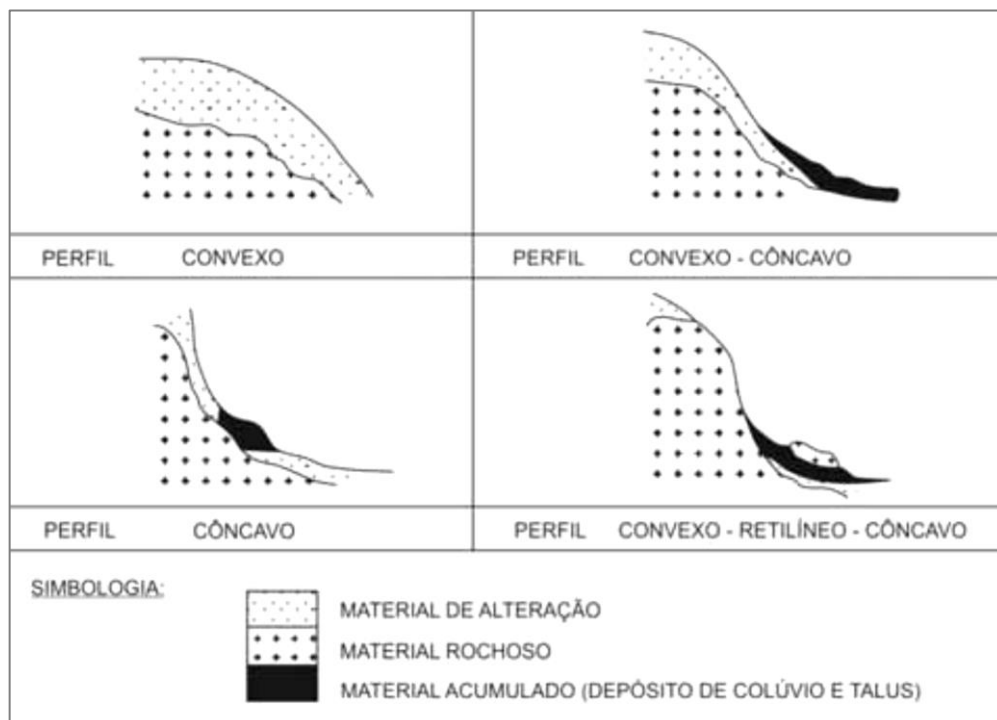 PERFIL CONVEXO
PERFIL CONVEXO - CÔNCAVO
PERFIL CÔNCAVO
PERFIL CONVEXO - RETILÍNEO - CÔNCAVO
SIMBOLOGIA:
MATERIAL DE ALTERAÇÃO
MATERIAL ROCHOSO
MATERIAL ACUMULADO (DEPÓSITO DE COLÚVIO E TALUS)